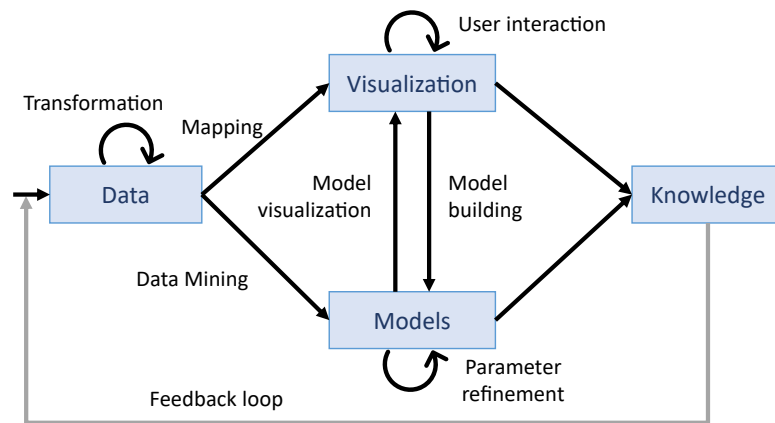 User interaction
Visualization
Transformation
Mapping
Data
Model
visualization
Model
building
Knowledge
Data Mining
Models
Parameter
refinement
Feedback loop